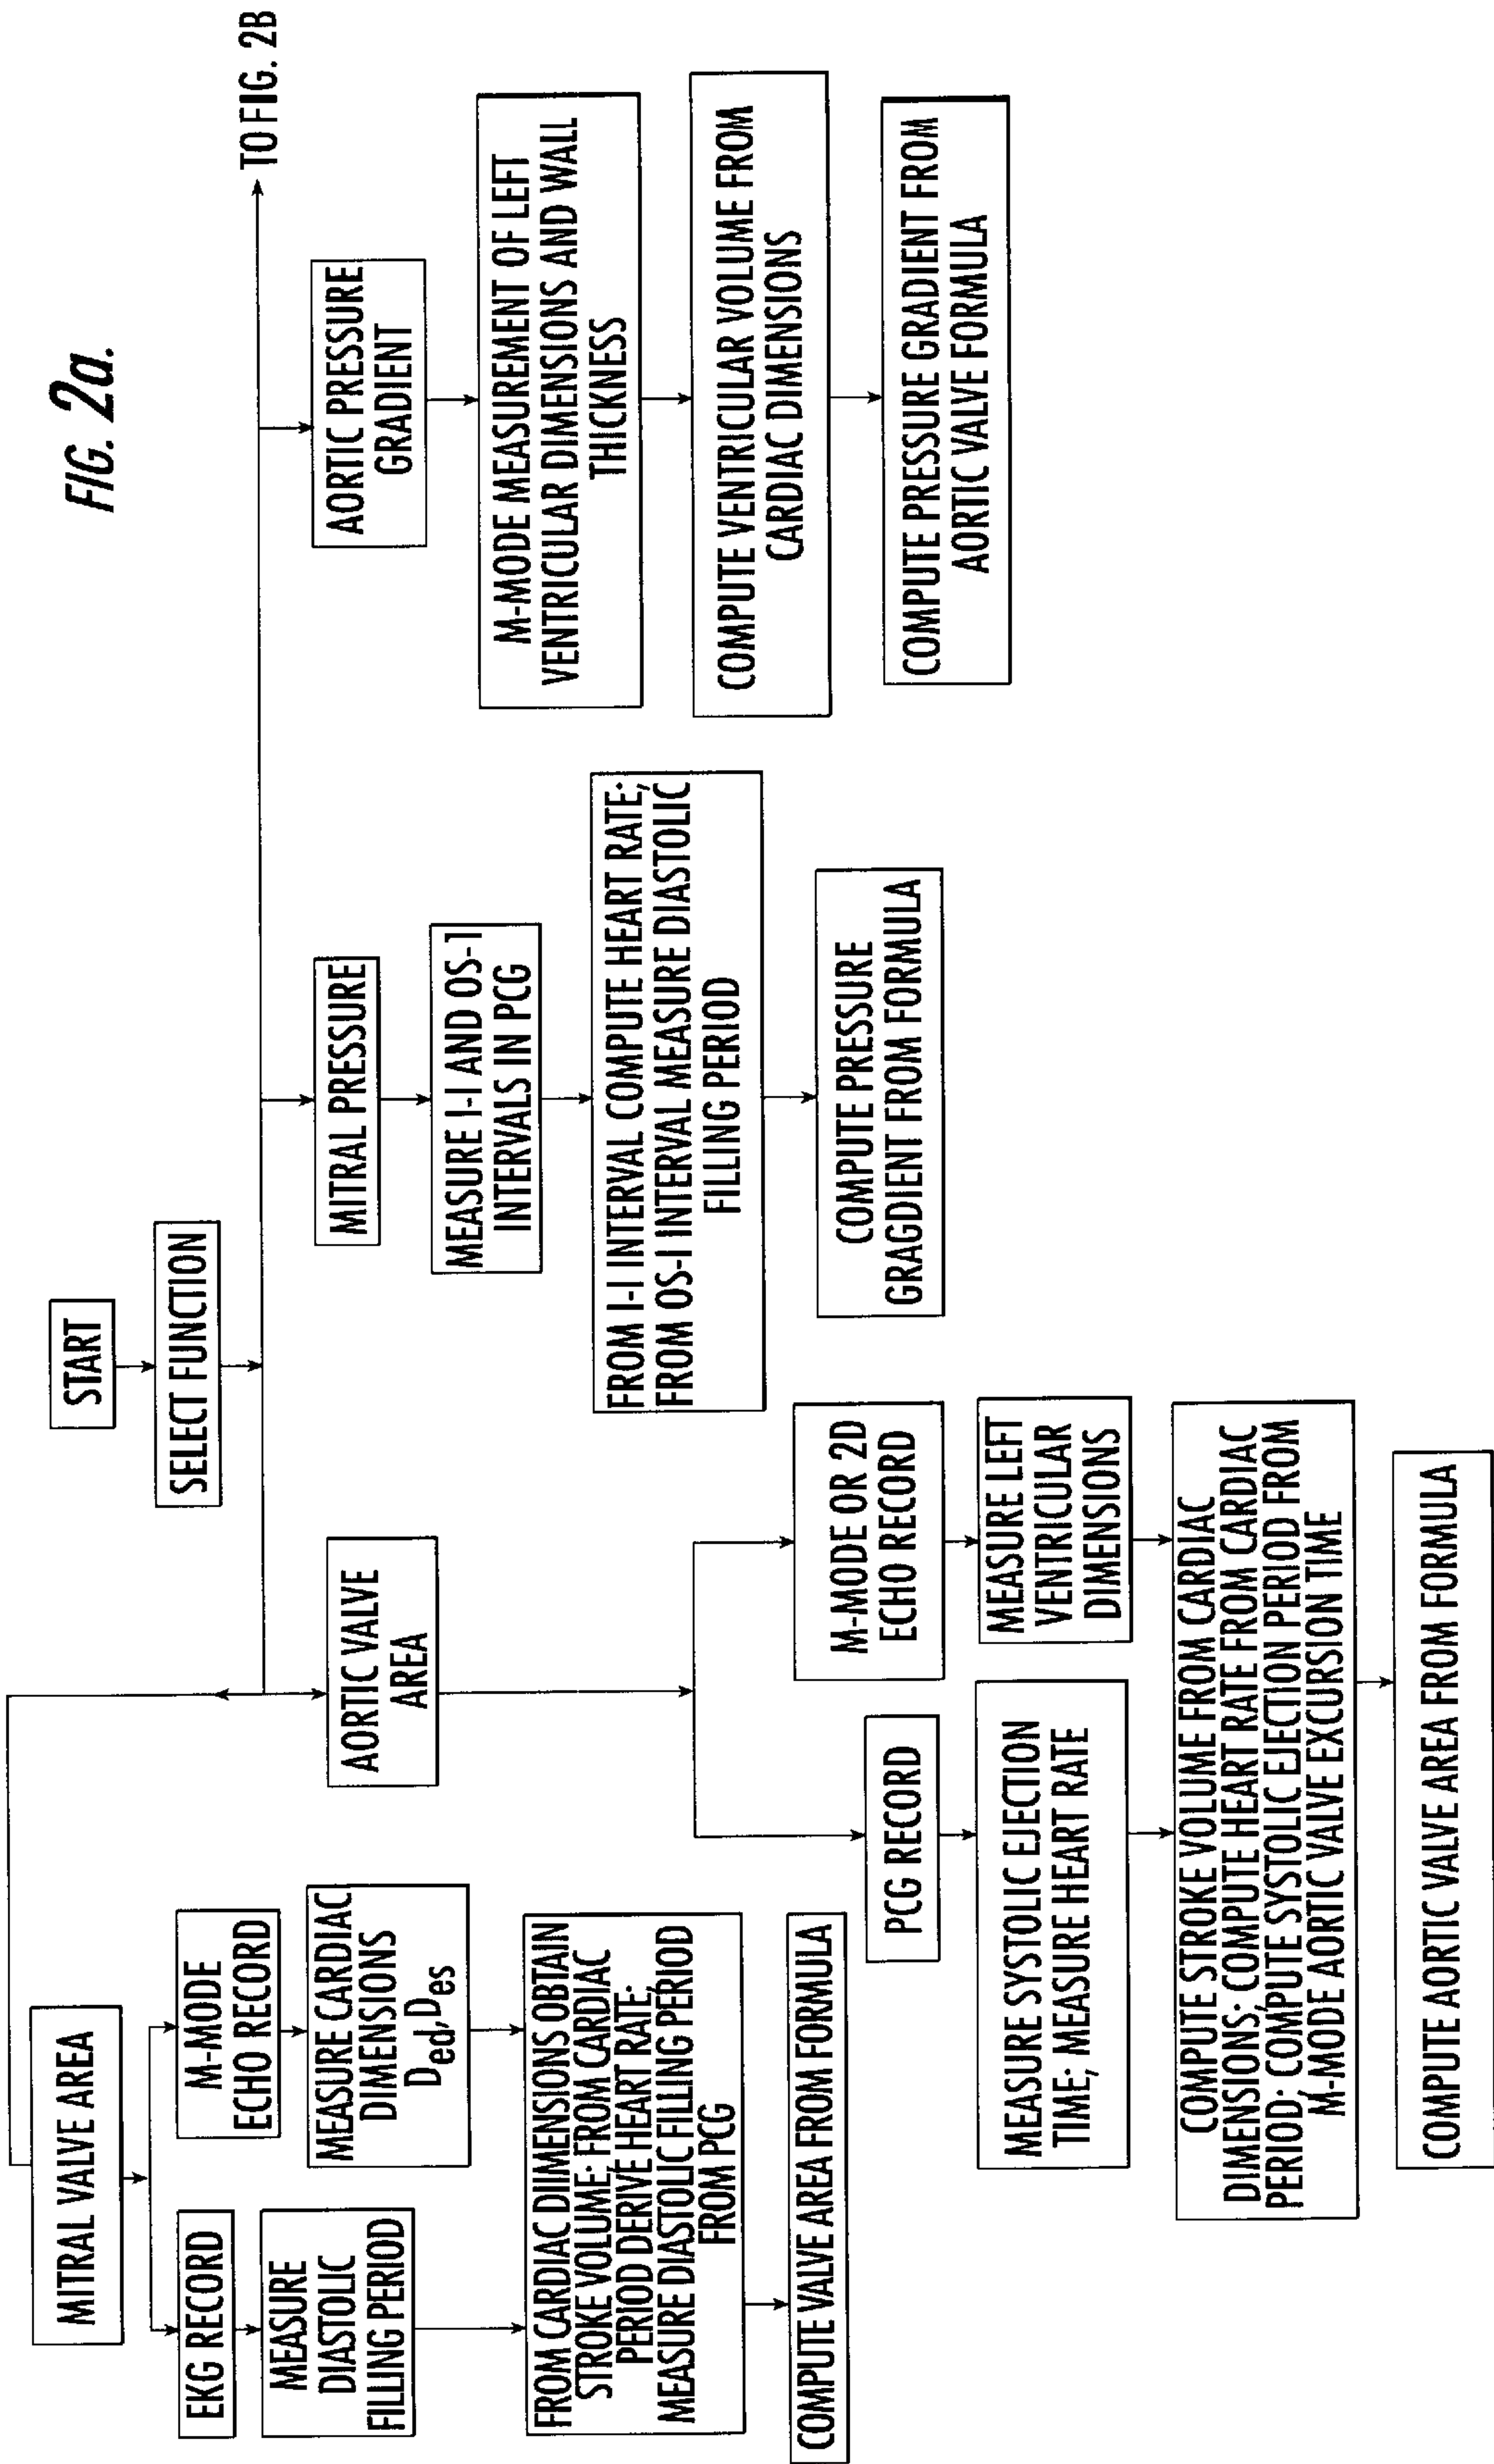 FIG. 2a.
START
SELECT FUNCTION
TO FIG. 2B
MITRAL VALVE AREA
EKG RECORD
MEASURE
DIASTOLIC
FILLING PERIOD
M-MODE
ECHO RECORD
MEASURE CARDIAC
DIMENSIONS
Ded, Des
FROM CARDIAC DIMENSIONS OBTAIN
STROKE VOLUME; FROM CARDIAC
PERIOD DERIVE HEART RATE;
MEASURE DIASTOLIC FILLING PERIOD
FROM PCG
COMPUTE VALVE AREA FROM FORMULA
AORTIC VALVE
AREA
PCG RECORD
MEASURE SYSTOLIC EJECTION
TIME; MEASURE HEART RATE
M-MODE OR 2D
ECHO RECORD
MEASURE LEFT
VENTRICULAR
DIMENSIONS
COMPUTE STROKE VOLUME FROM CARDIAC
DIMENSIONS; COMPUTE HEART RATE FROM CARDIAC
PERIOD; COMPUTE SYSTOLIC EJECTION PERIOD FROM
M-MODE AORTIC VALVE EXCURSION TIME
COMPUTE AORTIC VALVE AREA FROM FORMULA
MITRAL PRESSURE
MEASURE I-I AND OS-I
INTERVALS IN PCG
FROM I-I INTERVAL COMPUTE HEART RATE;
FROM OS-I INTERVAL MEASURE DIASTOLIC
FILLING PERIOD
COMPUTE PRESSURE
GRAGDIENT FROM FORMULA
AORTIC PRESSURE
GRADIENT
M-MODE MEASUREMENT OF LEFT
VENTRICULAR DIMENSIONS AND WALL
THICKNESS
COMPUTE VENTRICULAR VOLUME FROM
CARDIAC DIMENSIONS
COMPUTE PRESSURE GRADIENT FROM
AORTIC VALVE FORMULA